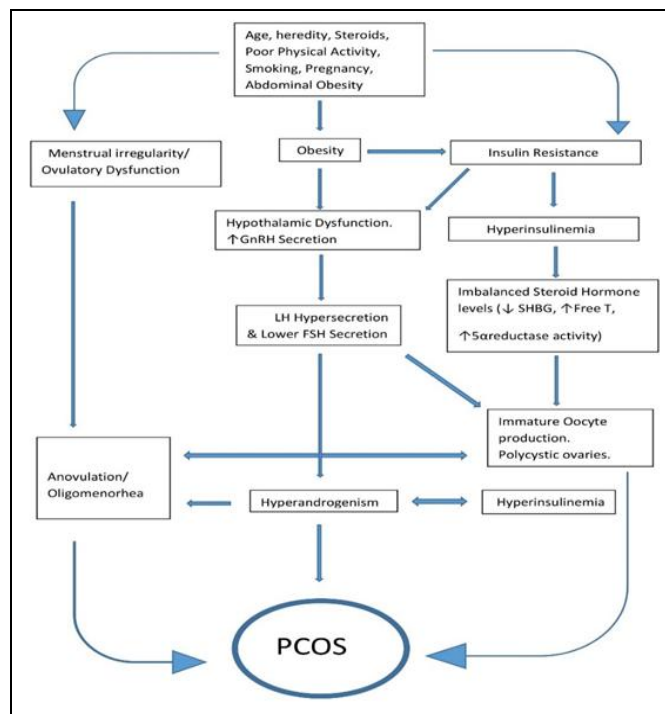 Age, heredity, Steroids,
Poor Physical Activity,
Smoking, Pregnancy,
Abdominal Obesity
Menstrual irregularity/
Ovulatory Dysfunction
Obesity
Insulin Resistance
Hypothalamic Dysfunction.
↑GnRH Secretion
Hyperinsulinemia
Imbalanced Steroid Hormone
levels (↓ SHBG, ↑Free T,
↑5αreductase activity)
LH Hypersecretion
& Lower FSH Secretion
Immature Oocyte
production.
Polycystic ovaries.
Anovulation/
Oligomenorhea
Hyperandrogenism
Hyperinsulinemia
PCOS